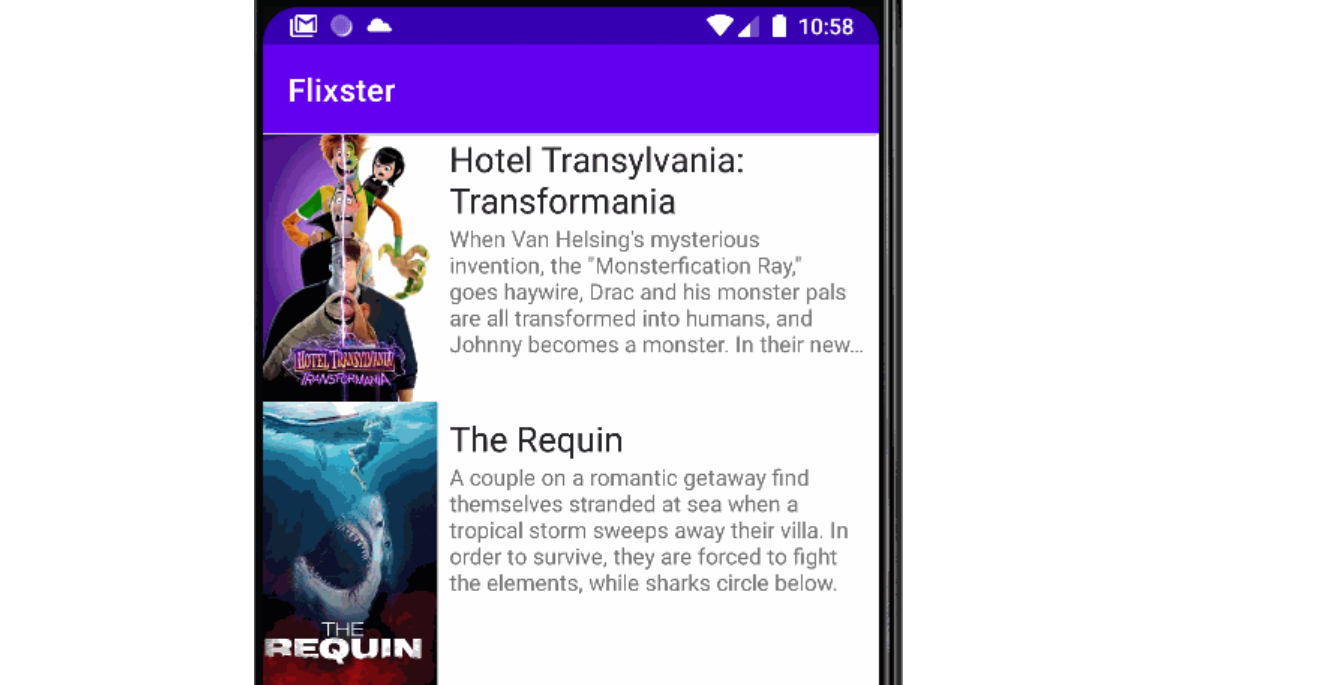 10:58
Flixster
Hotel Transylvania:
Transformania
When Van Helsing's mysterious
invention, the "Monsterfication Ray,"
goes haywire, Drac and his monster pals
are all transformed into humans, and
Johnny becomes a monster. In their new...
HOTEL TRANSYLVANIA
TRANSFORMANIA
The Requin
A couple on a romantic getaway find
themselves stranded at sea when a
tropical storm sweeps away their villa. In
order to survive, they are forced to fight
the elements, while sharks circle below.
THE
REQUIN